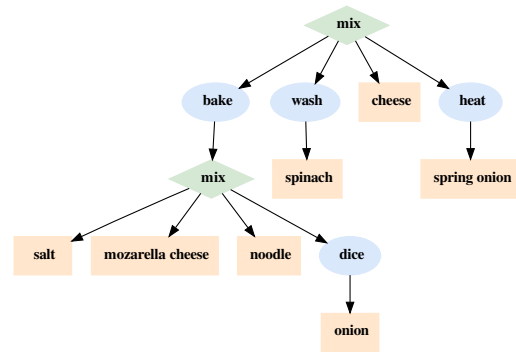 mix
bake
wash
cheese
heat
mix
spinach
spring onion
salt
mozarella cheese
noodle
dice
onion